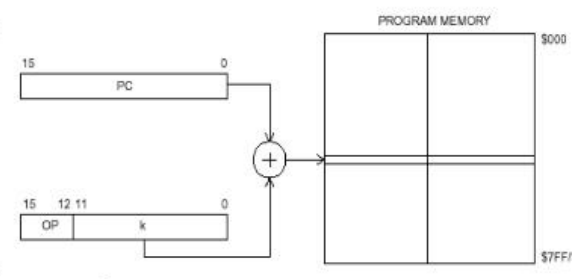 PROGRAM MEMORY
$000
15 0
PC
+
15 12 11 0
OP k
$7FF/